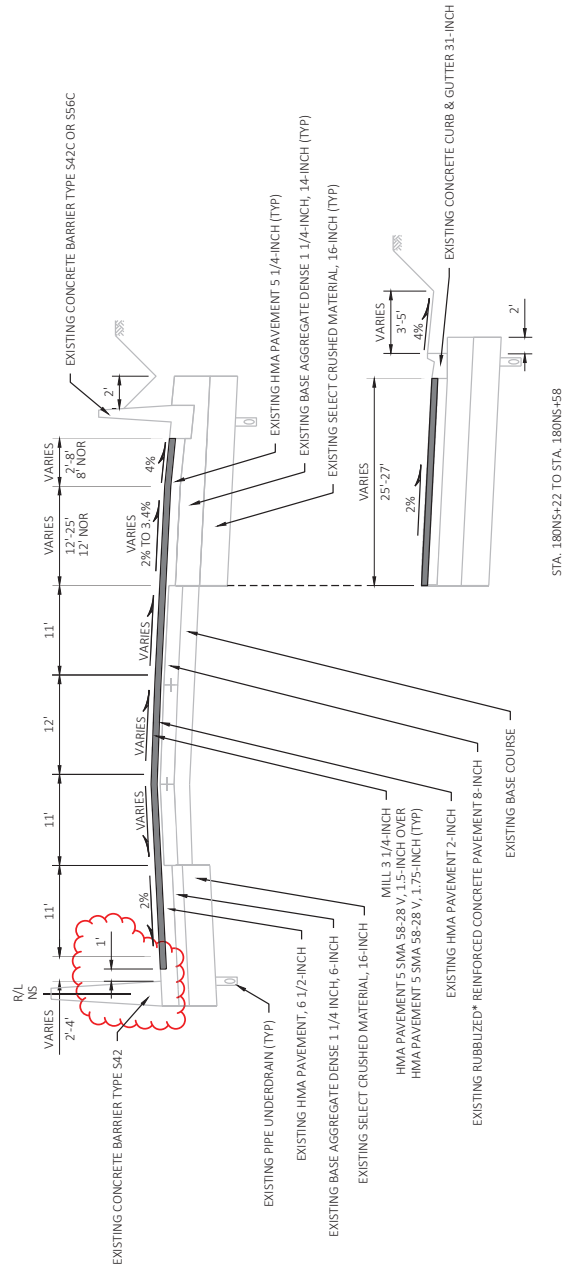 R/L
NS
VARIES
2'-4'
1'
11'
11'
12'
11'
VARIES
12'-25'
12' NOR
VARIES
2'-8'
8' NOR
2'
2%
VARIES
VARIES
VARIES
VARIES
2% TO 3.4%
4%
EXISTING CONCRETE BARRIER TYPE S42C OR S56C
EXISTING HMA PAVEMENT 5 1/4-INCH (TYP)
EXISTING BASE AGGREGATE DENSE 1 1/4-INCH, 14-INCH (TYP)
EXISTING SELECT CRUSHED MATERIAL, 16-INCH (TYP)
EXISTING CONCRETE BARRIER TYPE S42
EXISTING PIPE UNDERDRAIN (TYP)
EXISTING HMA PAVEMENT, 6 1/2-INCH
EXISTING BASE AGGREGATE DENSE 1 1/4 INCH, 6-INCH
EXISTING SELECT CRUSHED MATERIAL, 16-INCH
MILL 3 1/4-INCH
HMA PAVEMENT 5 SMA 58-28 V, 1.5-INCH OVER
HMA PAVEMENT 5 SMA 58-28 V, 1.75-INCH (TYP)
EXISTING HMA PAVEMENT 2-INCH
EXISTING RUBBLIZED* REINFORCED CONCRETE PAVEMENT 8-INCH
EXISTING BASE COURSE
VARIES
25'-27'
VARIES
3'-5'
2%
4%
2'
EXISTING CONCRETE CURB & GUTTER 31-INCH
STA. 180NS+22 TO STA. 180NS+58